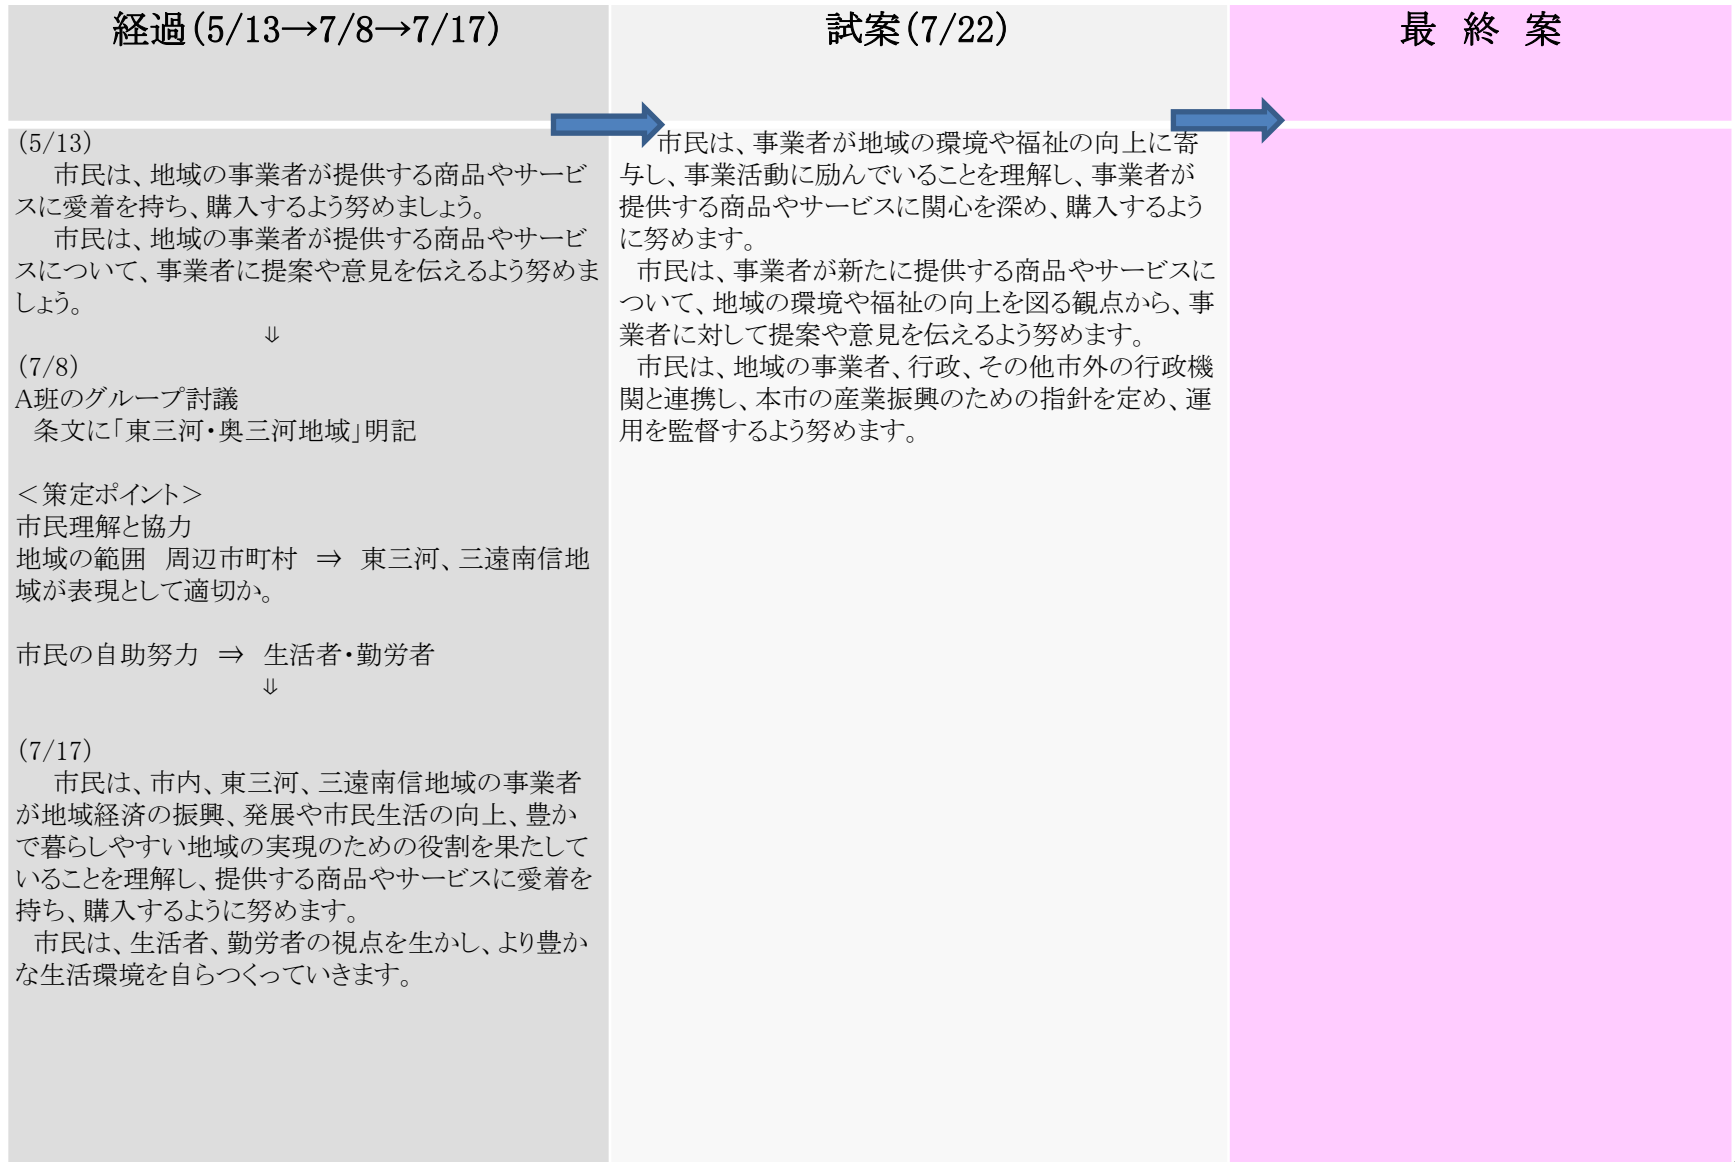 経過(5/13→7/8→7/17)
試案(7/22)
最　終　案
(5/13)
市民は、地域の事業者が提供する商品やサービ
スに愛着を持ち、購入するよう努めましょう。
市民は、地域の事業者が提供する商品やサービ
スについて、事業者に提案や意見を伝えるよう努めま
しょう。
⇓
(7/8)
A班のグループ討議
条文に「東三河・奥三河地域」明記
＜策定ポイント＞
市民理解と協力
地域の範囲　周辺市町村　⇒　東三河、三遠南信地
域が表現として適切か。
市民の自助努力　⇒　生活者・勤労者
⇓
(7/17)
市民は、市内、東三河、三遠南信地域の事業者
が地域経済の振興、発展や市民生活の向上、豊か
で暮らしやすい地域の実現のための役割を果たして
いることを理解し、提供する商品やサービスに愛着を
持ち、購入するように努めます。
市民は、生活者、勤労者の視点を生かし、より豊か
な生活環境を自らつくっていきます。
市民は、事業者が地域の環境や福祉の向上に寄
与し、事業活動に励んでいることを理解し、事業者が
提供する商品やサービスに関心を深め、購入するよう
に努めます。
市民は、事業者が新たに提供する商品やサービスに
ついて、地域の環境や福祉の向上を図る観点から、事
業者に対して提案や意見を伝えるよう努めます。
市民は、地域の事業者、行政、その他市外の行政機
関と連携し、本市の産業振興のための指針を定め、運
用を監督するよう努めます。